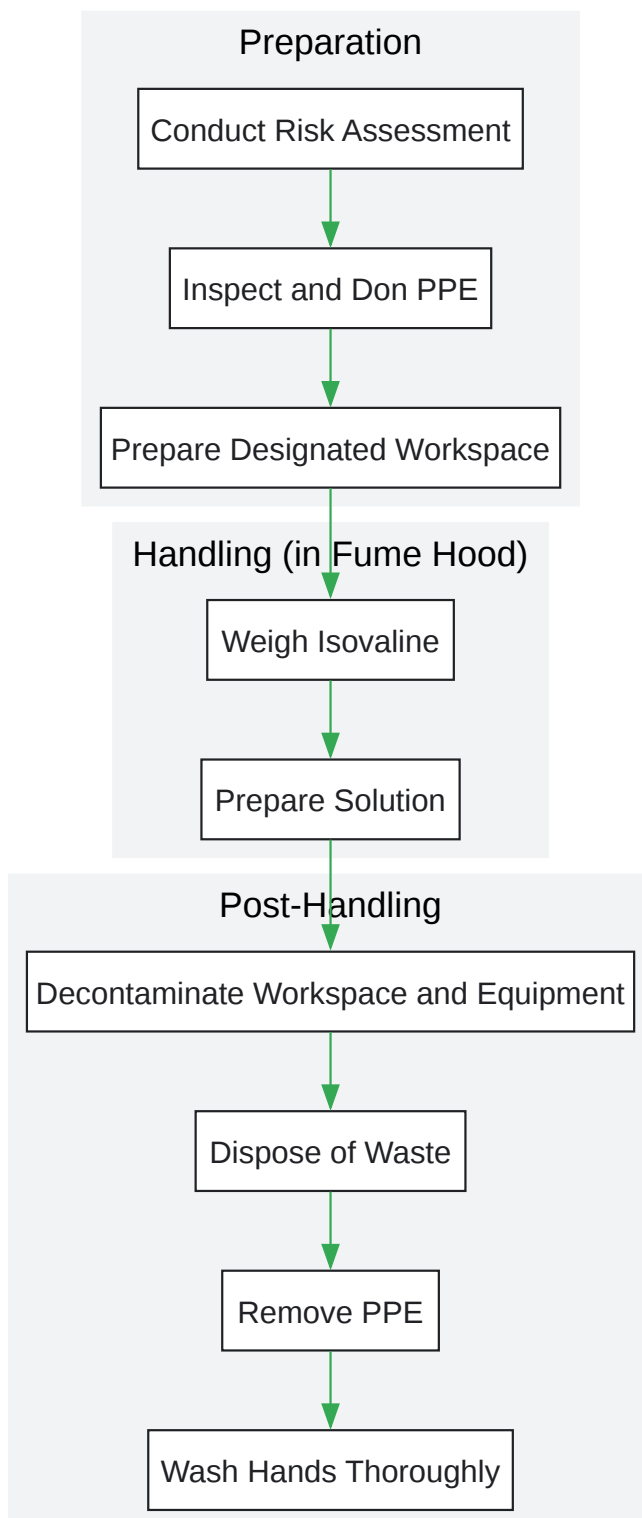 Preparation
Conduct Risk Assessment
Inspect and Don PPE
Prepare Designated Workspace
Handling (in Fume Hood)
Weigh Isovaline
Prepare Solution
Post-Handling
Decontaminate Workspace and Equipment
Dispose of Waste
Remove PPE
Wash Hands Thoroughly